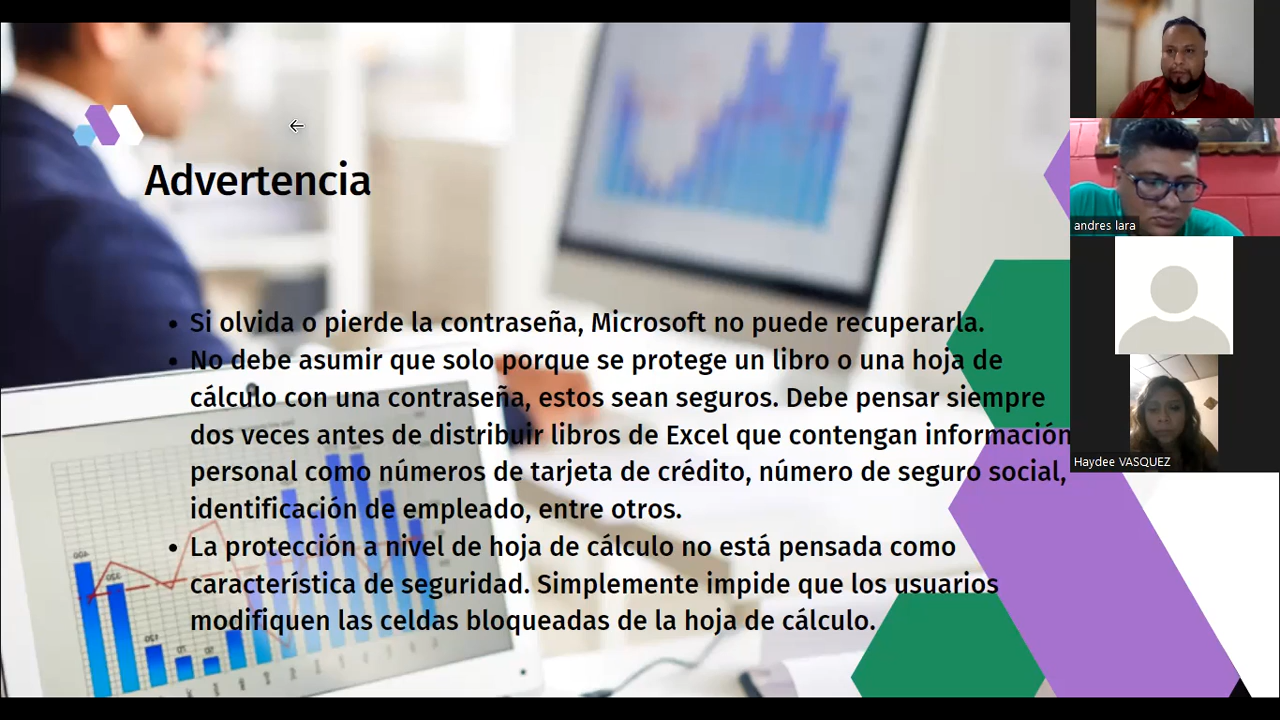 Advertencia
• Si olvida o pierde la contraseña, Microsoft no puede recuperarla.
• No debe asumir que solo porque se protege un libro o una hoja de
cálculo con una contraseña, estos sean seguros. Debe pensar siempre
dos veces antes de distribuir libros de Excel que contengan información
personal como números de tarjeta de crédito, número de seguro social,
identificación de empleado, entre otros.
• La protección a nivel de hoja de cálculo no está pensada como
característica de seguridad. Simplemente impide que los usuarios
modifiquen las celdas bloqueadas de la hoja de cálculo.
andres lara
Haydee VASQUEZ